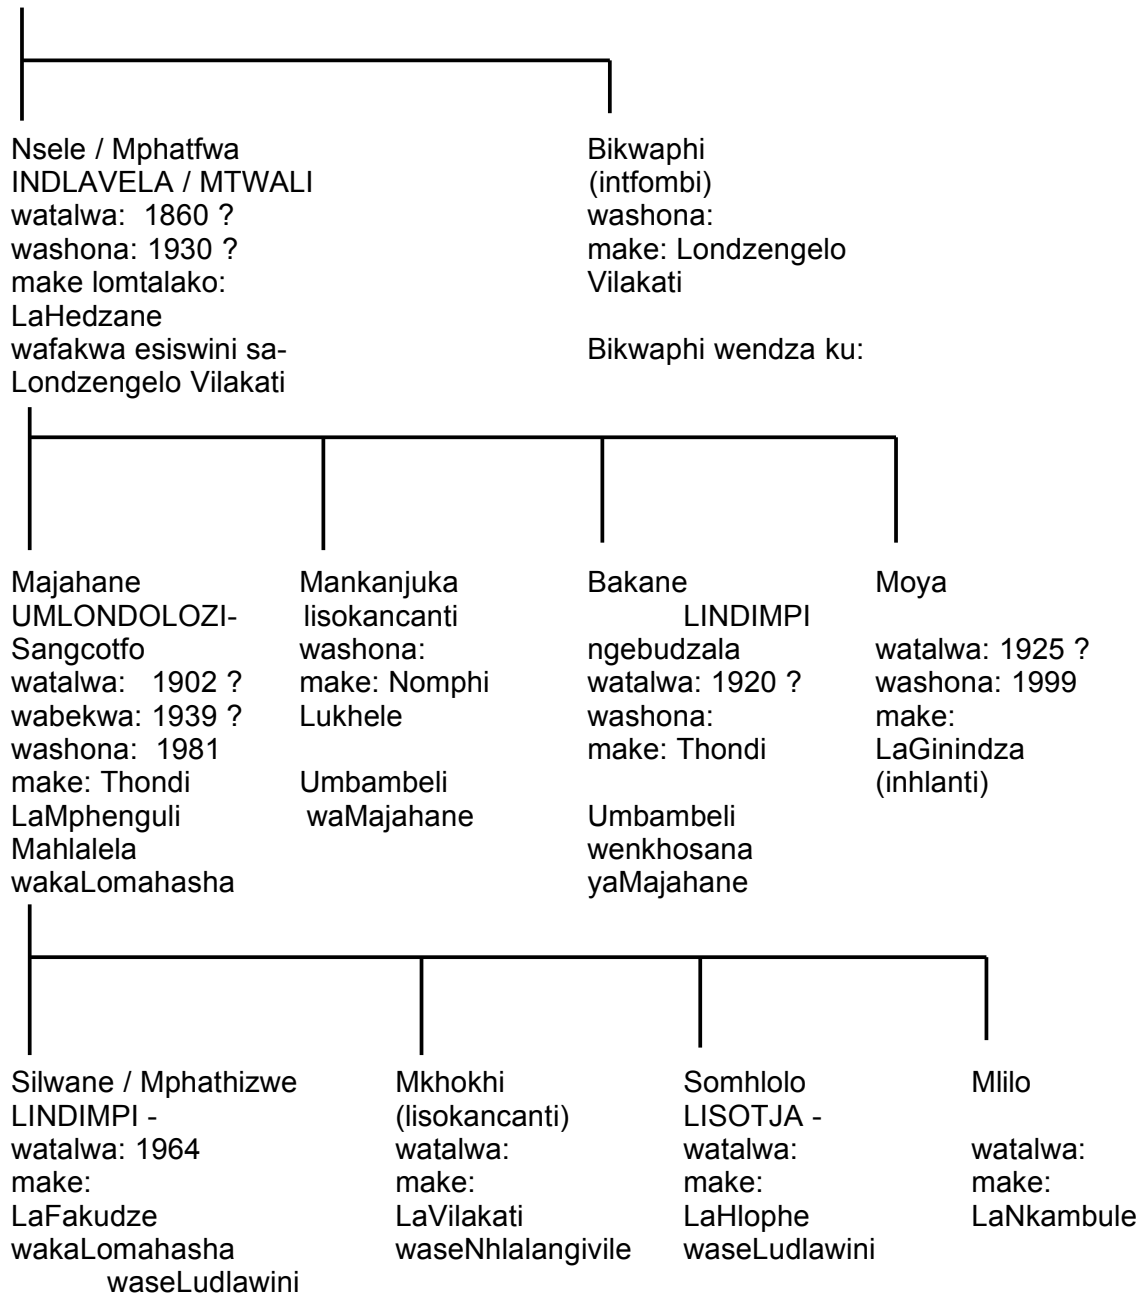 Nsele / Mphatfwa
INDLAVELA / MTWALI
watalwa: 1860 ?
washona: 1930 ?
make lomtalako:
LaHedzane
wafakwa esiswini sa-
Londzengelo Vilakati
Bikwaphi
(intfombi)
washona:
make: Londzengelo
Vilakati
Bikwaphi wendza ku:
Majahane
UMLONDOLOZI-
Sangcotfo
watalwa: 1902 ?
wabekwa: 1939 ?
washona: 1981
make: Thondi
LaMphenguli
Mahlalela
wakaLomahasha
Mankanjuka
lisokancanti
washona:
make: Nomphi
Lukhele
Umbambeli
waMajahane
Bakane
LINDIMPI
ngebudzala
watalwa: 1920 ?
washona:
make: Thondi
Umbambeli
wenkhosana
yaMajahane
Moya
watalwa: 1925 ?
washona: 1999
make:
LaGinindza
(inhlanti)
Silwane / Mphathizwe
LINDIMPI -
watalwa: 1964
make:
LaFakudze
wakaLomahasha
waseLudlawini
Mkhokhi
(lisokancanti)
watalwa:
make:
LaVilakati
waseNhlalangivile
Somhlolo
LISOTJA -
watalwa:
make:
LaHlophe
waseLudlawini
Mlilo
watalwa:
make:
LaNkambule